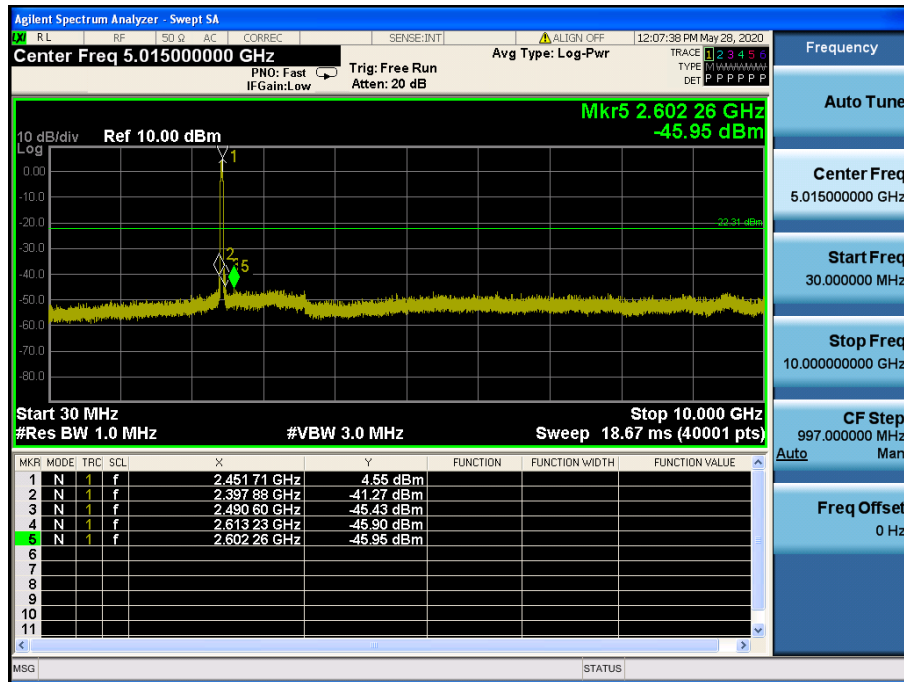 Agilent Spectrum Analyzer - Swept SA
LXI RL RF 50 Ω AC CORREC SENSE:INT ALIGN OFF 12:07:38 PM May 28, 2020
Center Freq 5.015000000 GHz
PNO: Fast
IFGain:Low
Trig: Free Run
Atten: 20 dB
Avg Type: Log-Pwr
TRACE 1 2 3 4 5 6
TYPE M WWWWW
DET P P P P P P
Mkr5 2.602 26 GHz
-45.95 dBm
10 dB/div Ref 10.00 dBm
Log
1
0.00
-10.0
-20.0
-22.31 dBm
-30.0
2
5
-40.0
-50.0
-60.0
-70.0
-80.0
Start 30 MHz Stop 10.000 GHz
#Res BW 1.0 MHz #VBW 3.0 MHz Sweep 18.67 ms (40001 pts)
MKR MODE TRC SCL X Y FUNCTION FUNCTION WIDTH FUNCTION VALUE
1 N 1 f 2.451 71 GHz 4.55 dBm
2 N 1 f 2.397 88 GHz -41.27 dBm
3 N 1 f 2.490 60 GHz -45.43 dBm
4 N 1 f 2.613 23 GHz -45.90 dBm
5 N 1 f 2.602 26 GHz -45.95 dBm
6
7
8
9
10
11
MSG STATUS
Frequency
Auto Tune
Center Freq
5.015000000 GHz
Start Freq
30.000000 MHz
Stop Freq
10.000000000 GHz
CF Step
997.000000 MHz
Auto Man
Freq Offset
0 Hz